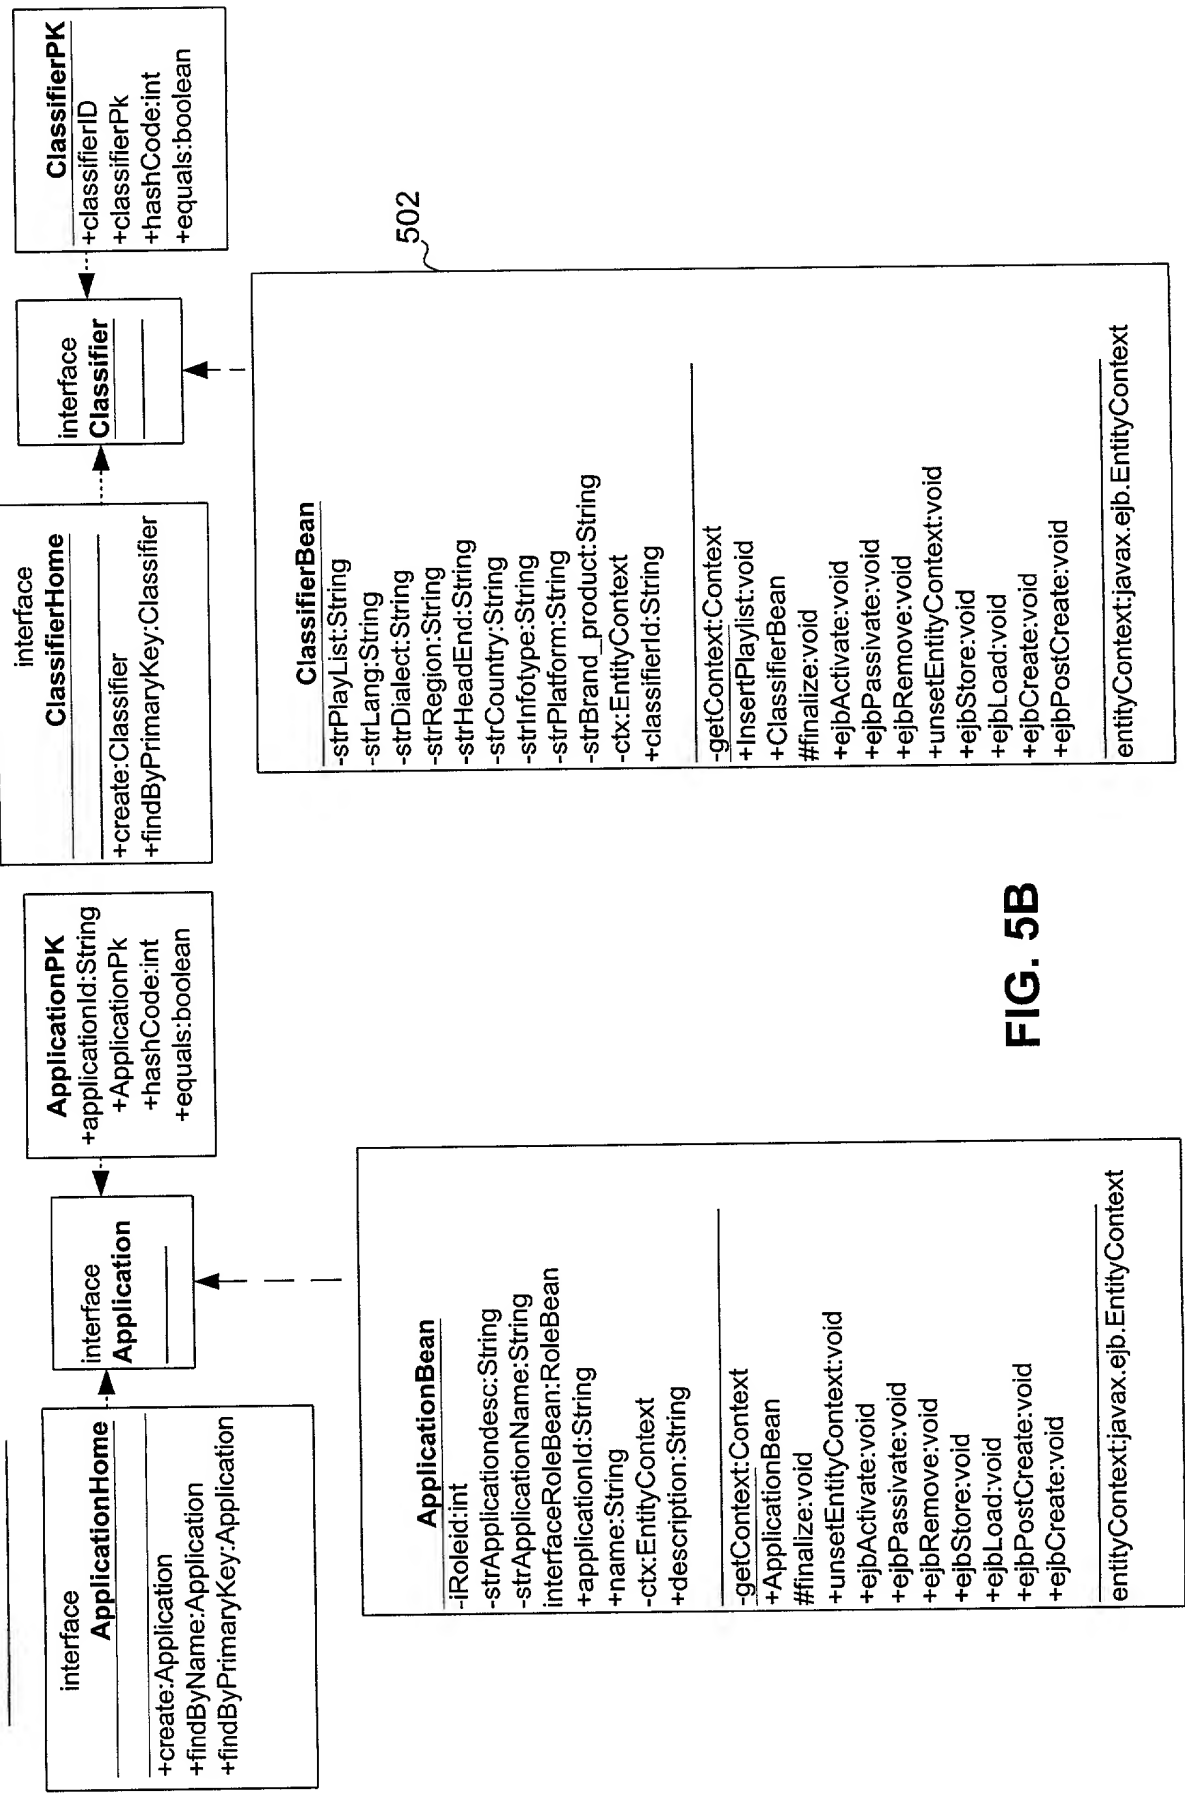 interface
ApplicationHome
+create:Application
+findByName:Application
+findByPrimaryKey:Application
interface
Application
ApplicationPK
+applicationId:String
+ApplicationPk
+hashCode:int
+equals:boolean
interface
ClassifierHome
+create:Classifier
+findByPrimaryKey:Classifier
interface
Classifier
ClassifierPK
+classifierID
+classifierPk
+hashCode:int
+equals:boolean
ApplicationBean
-iRoleid:int
-strApplicationdesc:String
-strApplicationName:String
interfaceRoleBean:RoleBean
+applicationId:String
+name:String
-ctx:EntityContext
+description:String
-getContext:Context
+ApplicationBean
#finalize:void
+unsetEntityContext:void
+ejbActivate:void
+ejbPassivate:void
+ejbRemove:void
+ejbStore:void
+ejbLoad:void
+ejbPostCreate:void
+ejbCreate:void
entityContext:javax.ejb.EntityContext
502
ClassifierBean
-strPlayList:String
-strLang:String
-strDialect:String
-strRegion:String
-strHeadEnd:String
-strCountry:String
-strInfotype:String
-strPlatform:String
-strBrand_product:String
-ctx:EntityContext
+classifierId:String
-getContext:Context
+InsertPlaylist:void
+ClassifierBean
#finalize:void
+ejbActivate:void
+ejbPassivate:void
+ejbRemove:void
+unsetEntityContext:void
+ejbStore:void
+ejbLoad:void
+ejbCreate:void
+ejbPostCreate:void
entityContext:javax.ejb.EntityContext
FIG. 5B